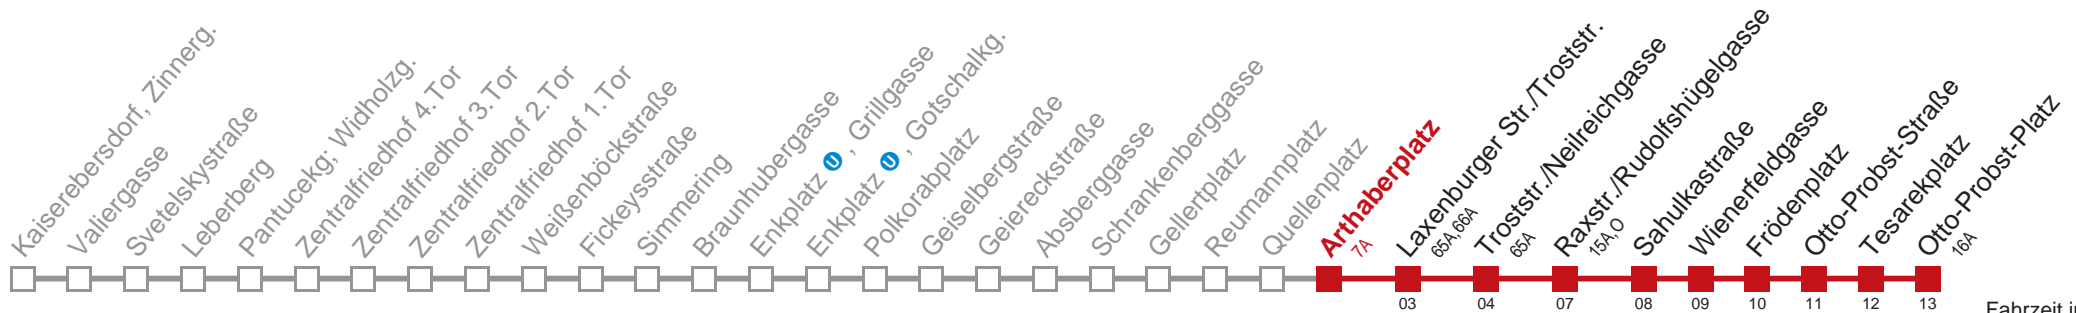 Kaiserebersdorf, Zinnerg.
Valiergasse
Svetelskystraße
Leberberg
Pantucekg; Widholzg.
Zentralfriedhof 4.Tor
Zentralfriedhof 3.Tor
Zentralfriedhof 2.Tor
Zentralfriedhof 1.Tor
Weißenböckstraße
Fickeysstraße
Simmering
Braunhubergasse
Enkplatz U , Grillgasse
Enkplatz U , Gotschalkg.
Polkorabplatz
Geiselbergstraße
Geiereckstraße
Absberggasse
Schrankenberggasse
Gellertplatz
Reumannplatz
Quellenplatz
Arthaberplatz
7A
Laxenburger Str./Troststr.
65A,66A
Troststr./Neilreichgasse
65A
Raxstr./Rudolfshügelgasse
15A,O
Sahulkastraße
Wienerfeldgasse
Frödenplatz
Otto-Probst-Straße
Tesarekplatz
Otto-Probst-Platz
16A
03 04 07 08 09 10 11 12 13
Fahrzeit